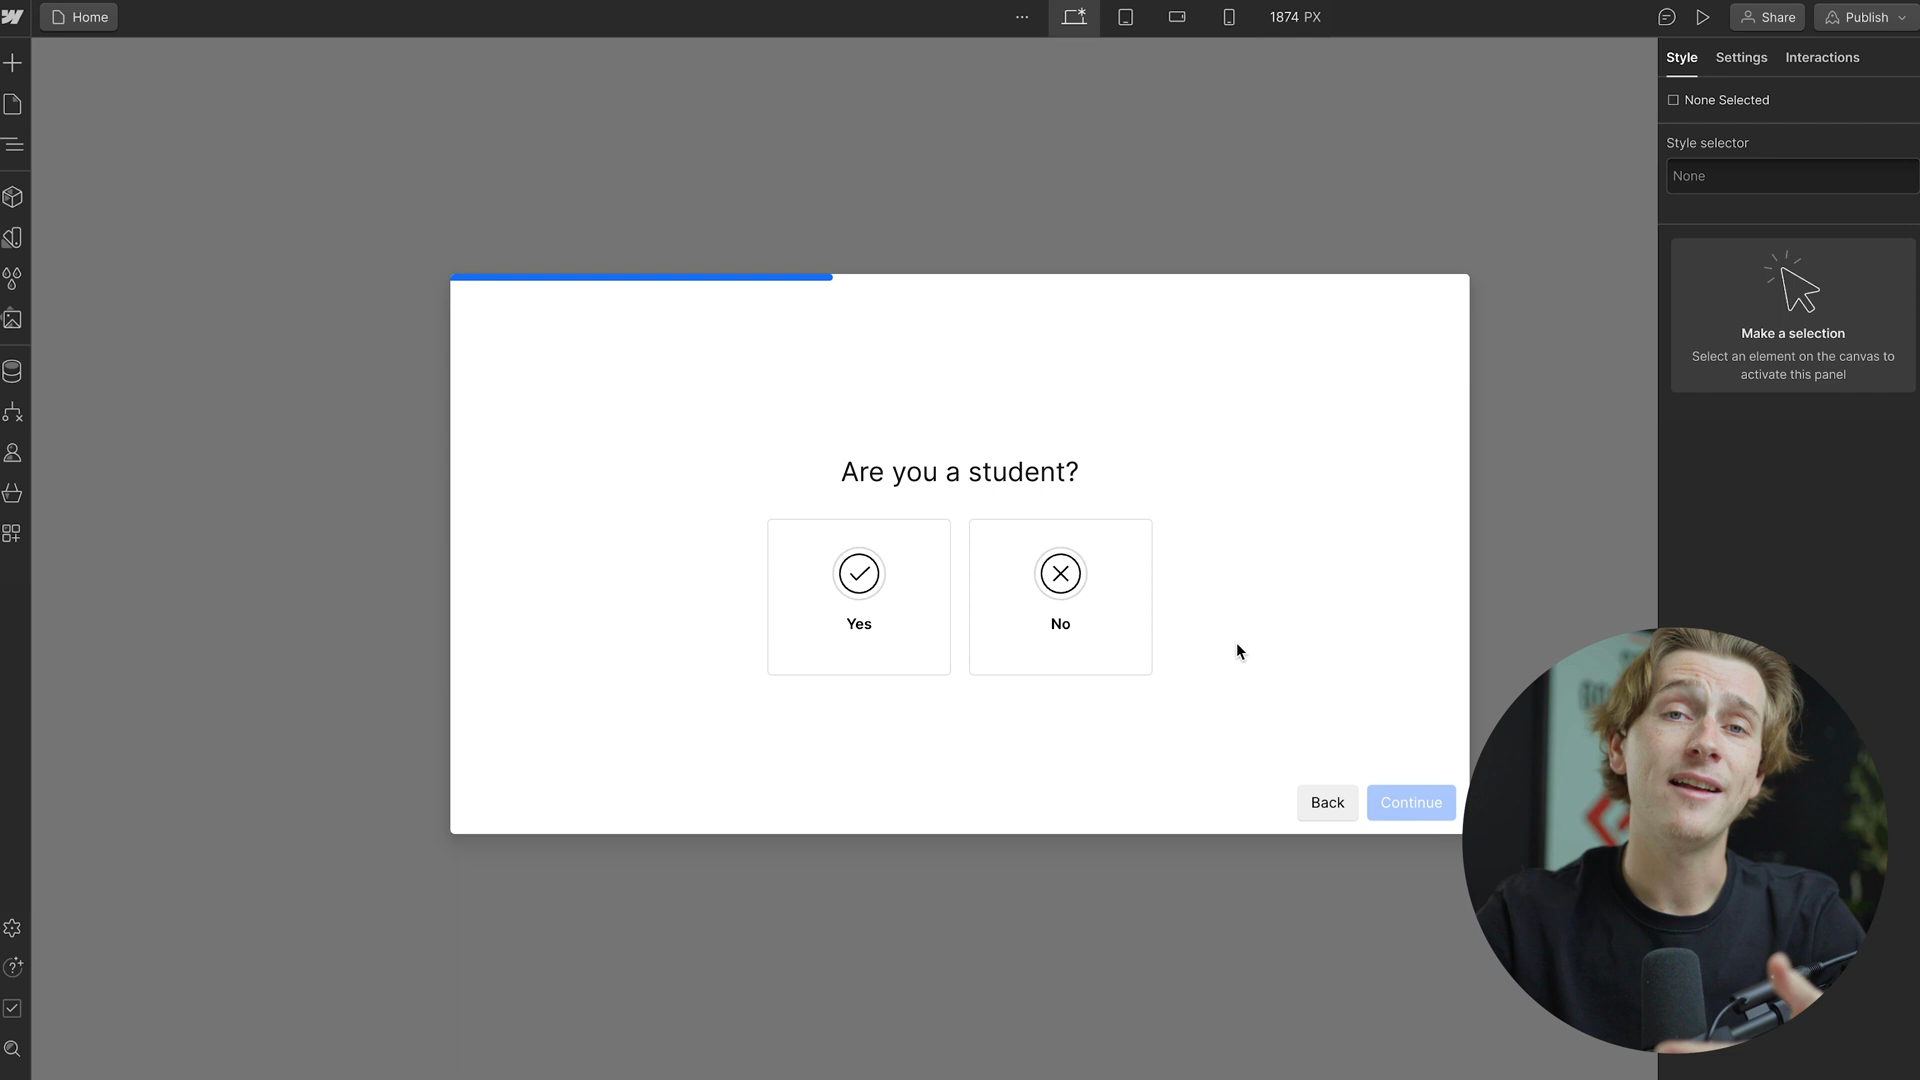 Home
1874 PX
Share
Publish
Style Settings Interactions
None Selected
Style selector
None
Make a selection
Select an element on the canvas to
activate this panel
Are you a student?
Yes
No
Back
Continue